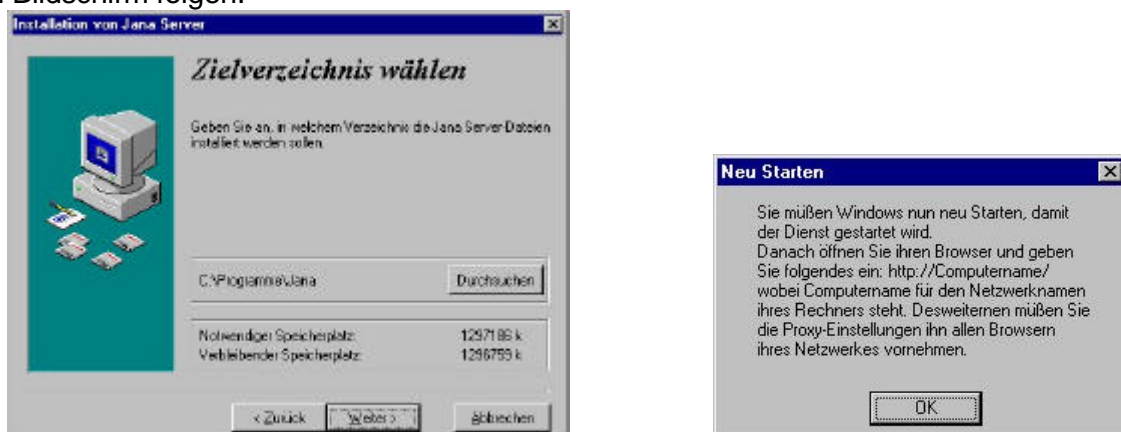 Bildschirm folgen.
Installation von Jana Server
Zielverzeichnis wählen
Geben Sie an, in welchem Verzeichnis die Jana Server-Dateien
installiert werden sollen.
C:\Programme\Jana
Durchsuchen
Notwendiger Speicherplatz:
1297186 k
Verbleibender Speicherplatz:
1296759 k
< Zurück
Weiter >
Abbrechen
Neu Starten
Sie müßen Windows nun neu Starten, damit
der Dienst gestartet wird.
Danach öffnen Sie ihren Browser und geben
Sie folgendes ein: http://Computername/
wobei Computername für den Netzwerknamen
ihres Rechners steht. Desweiternen müßen Sie
die Proxy-Einstellungen ihn allen Browsern
ihres Netzwerkes vornehmen.
OK